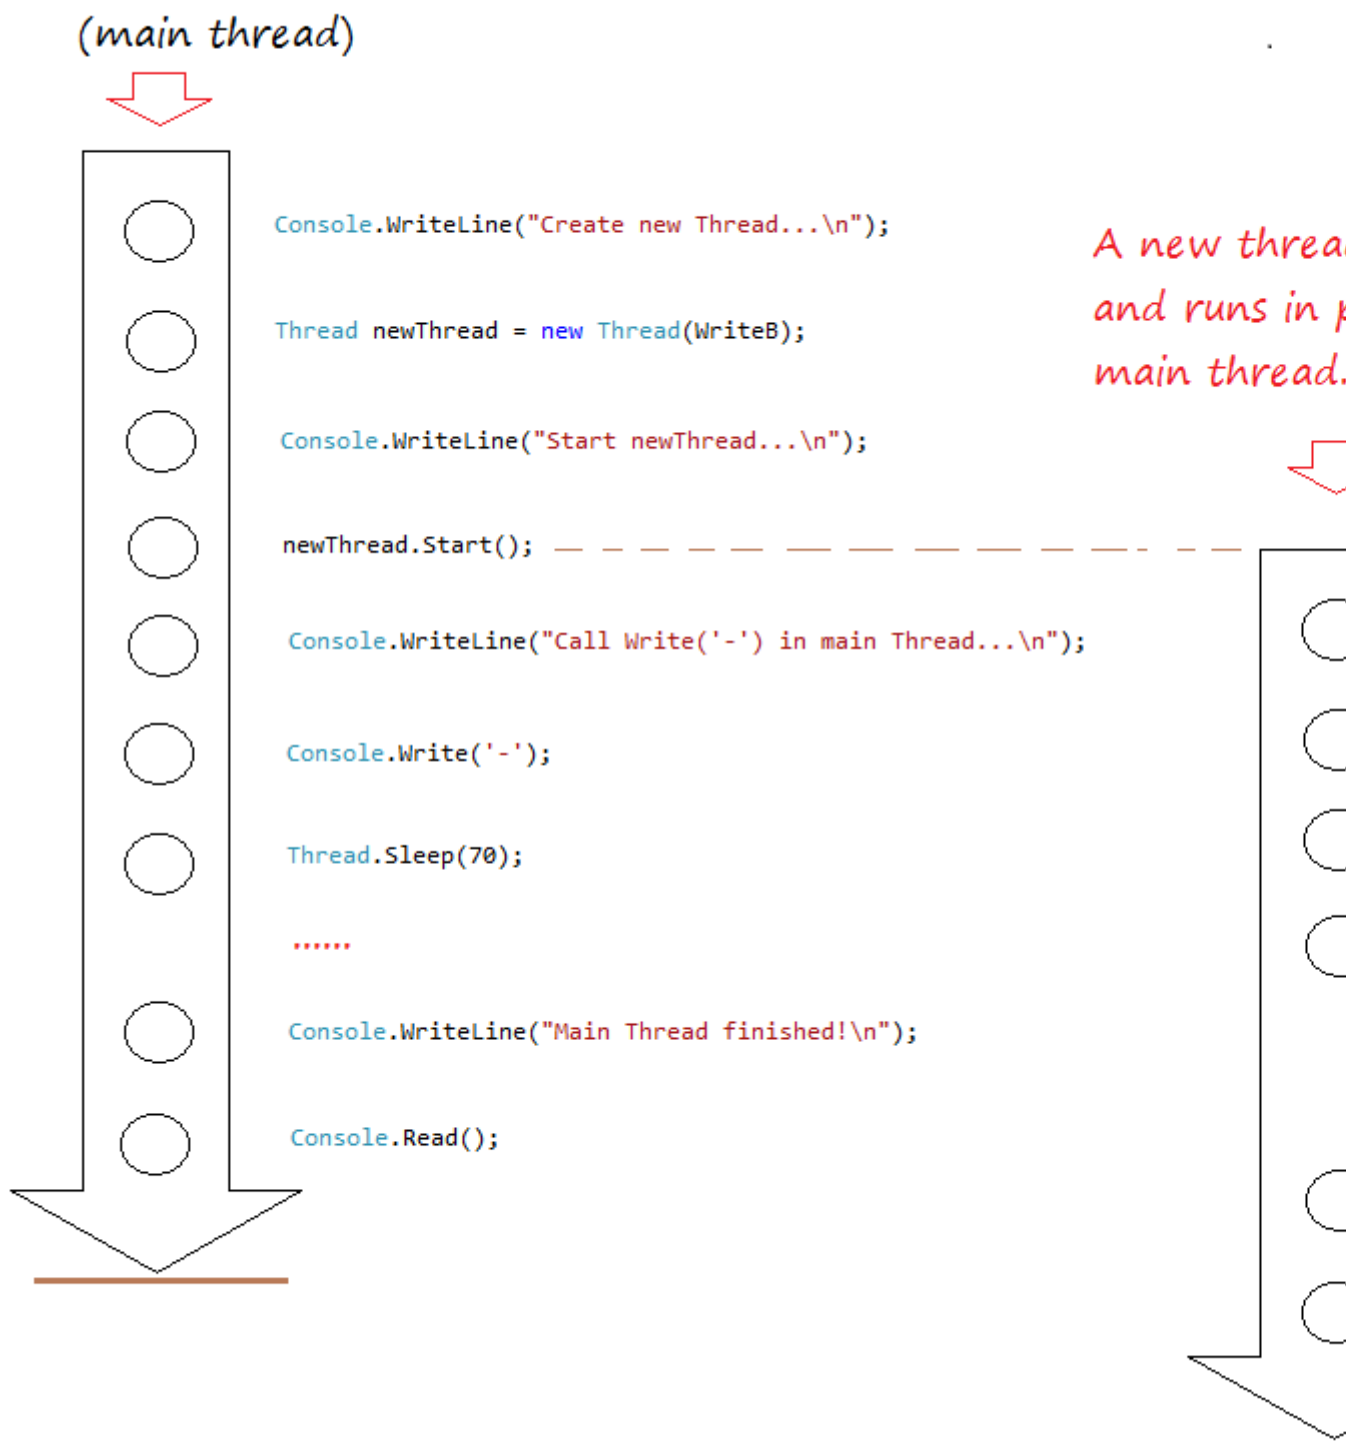 (main thread)
Console.WriteLine("Create new Thread...\n");
Thread newThread = new Thread(WriteB);
Console.WriteLine("Start newThread...\n");
newThread.Start();
Console.WriteLine("Call Write('-') in main Thread...\n");
Console.Write('-');
Thread.Sleep(70);
......
Console.WriteLine("Main Thread finished!\n");
Console.Read();
A new
and runs in
main thread.